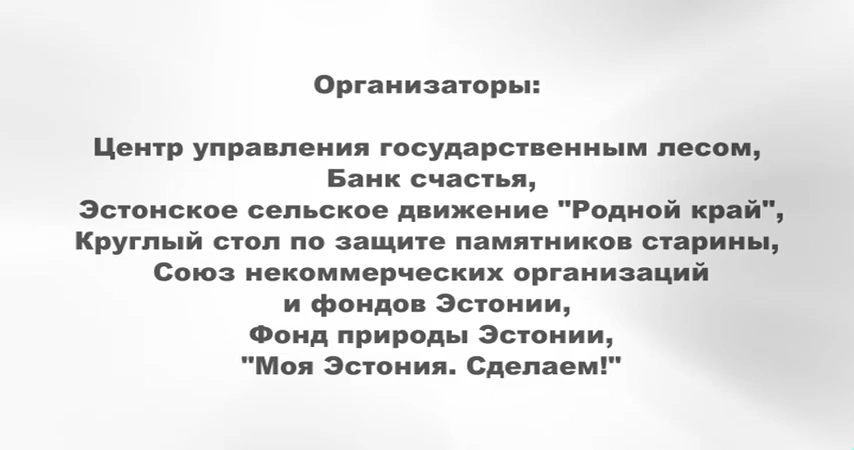 Организаторы:
Центр управления государственным лесом,
Банк счастья,
Эстонское сельское движение "Родной край",
Круглый стол по защите памятников старины,
Союз некоммерческих организаций
и фондов Эстонии,
Фонд природы Эстонии,
"Моя Эстония. Сделаем!"